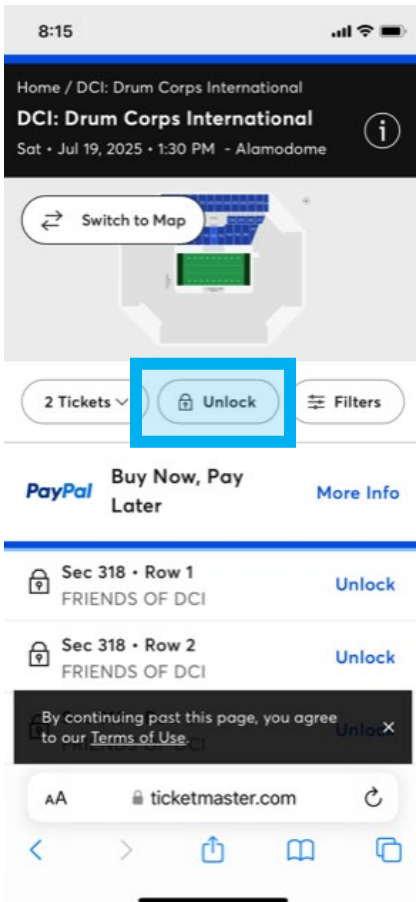 8:15
Home / DCI: Drum Corps International
DCI: Drum Corps International
Sat • Jul 19, 2025 • 1:30 PM - Alamodome
Switch to Map
2 Tickets
Unlock
Filters
PayPal
Buy Now, Pay
Later
More Info
Sec 318 • Row 1
FRIENDS OF DCI
Unlock
Sec 318 • Row 2
FRIENDS OF DCI
Unlock
By continuing past this page, you agree
to our Terms of Use.
AA
ticketmaster.com